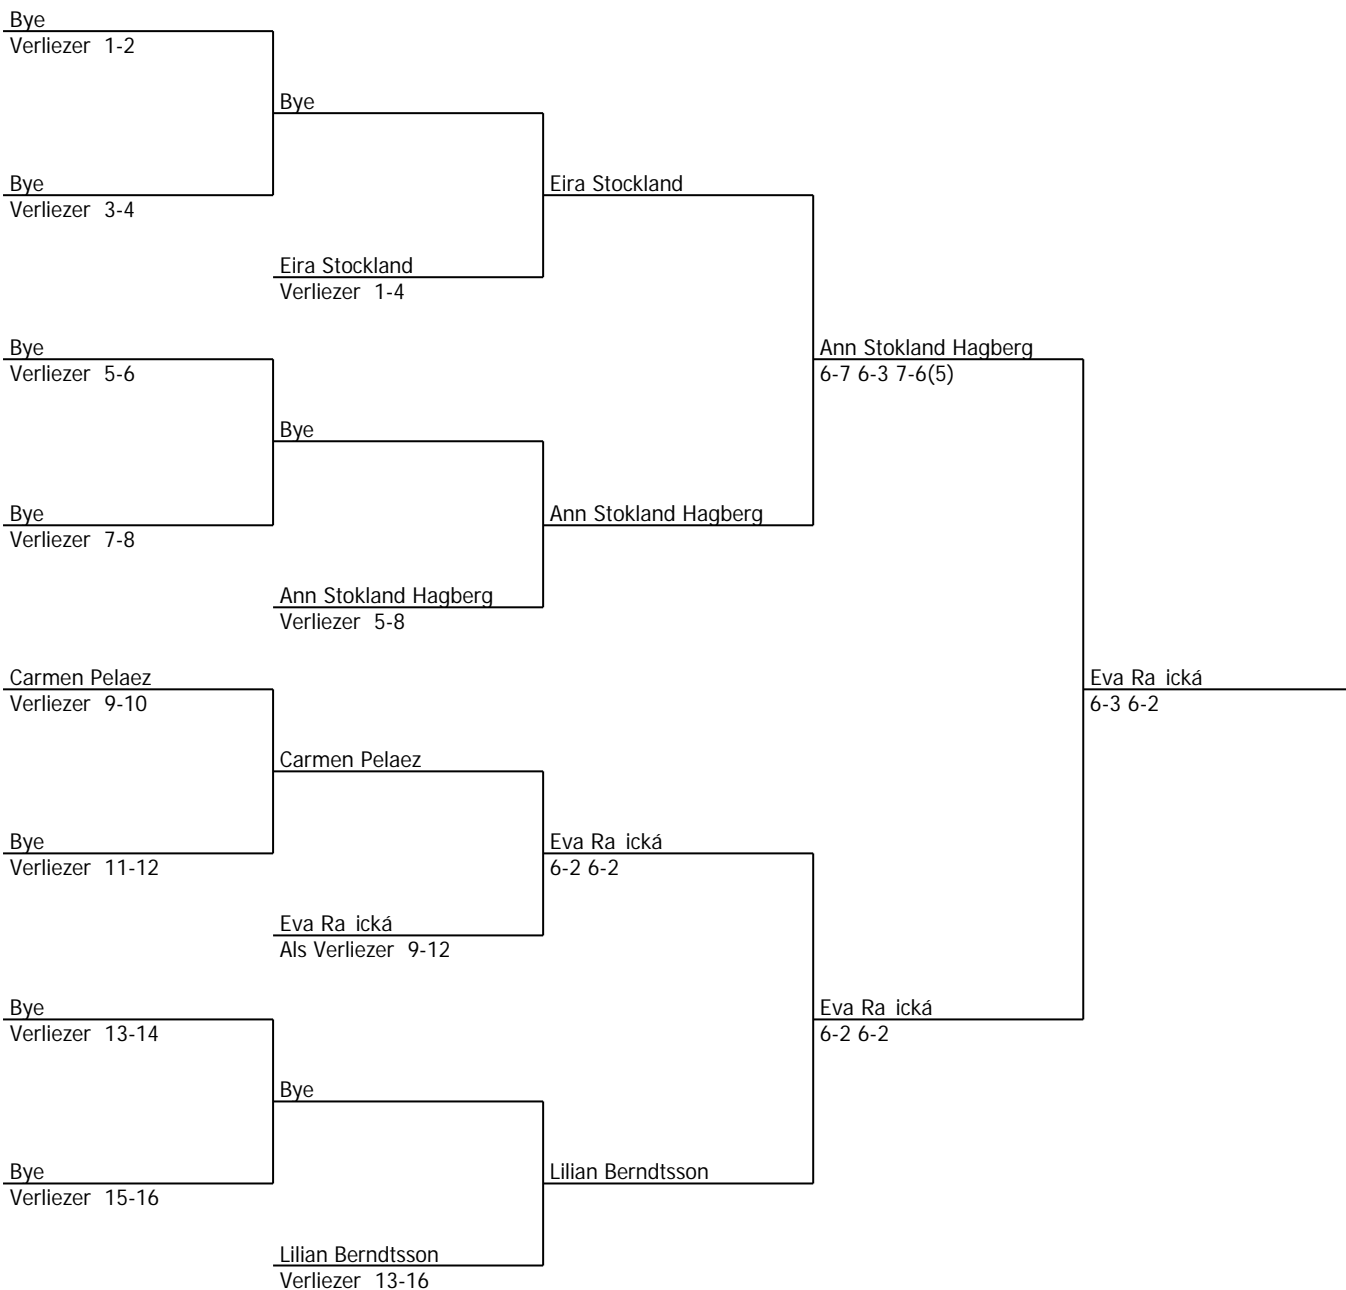 Bye
Verliezer 1-2
Bye
Bye
Verliezer 3-4
Eira Stockland
Eira Stockland
Verliezer 1-4
Bye
Verliezer 5-6
Ann Stokland Hagberg
6-7 6-3 7-6(5)
Bye
Bye
Verliezer 7-8
Ann Stokland Hagberg
Ann Stokland Hagberg
Verliezer 5-8
Carmen Pelaez
Verliezer 9-10
Eva Ra ická
6-3 6-2
Carmen Pelaez
Bye
Verliezer 11-12
Eva Ra ická
6-2 6-2
Eva Ra ická
Als Verliezer 9-12
Bye
Verliezer 13-14
Eva Ra ická
6-2 6-2
Bye
Bye
Verliezer 15-16
Lilian Berndtsson
Lilian Berndtsson
Verliezer 13-16